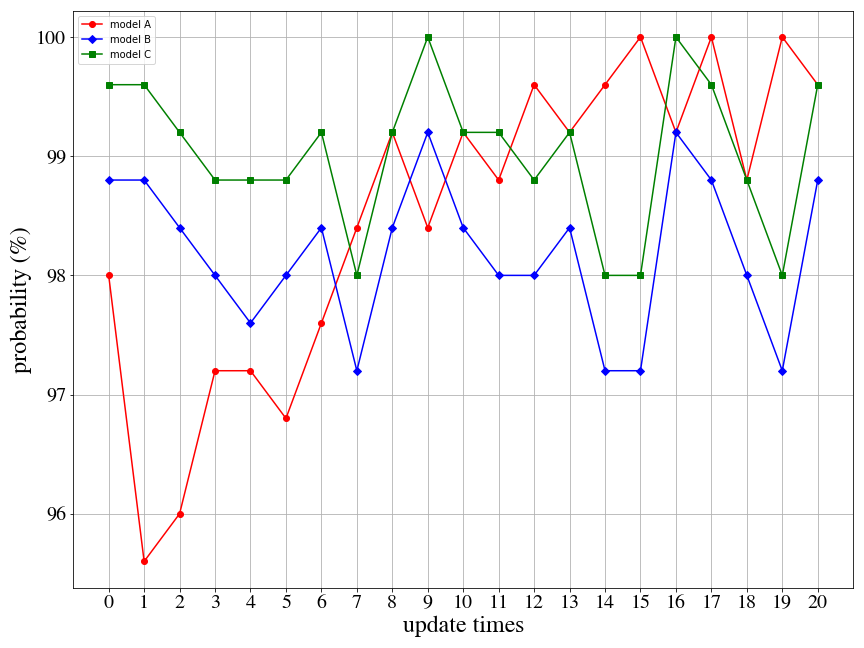 model A
model B
model C
100
99
98
97
96
probability (%)
0 1 2 3 4 5 6 7 8 9 10 11 12 13 14 15 16 17 18 19 20
update times